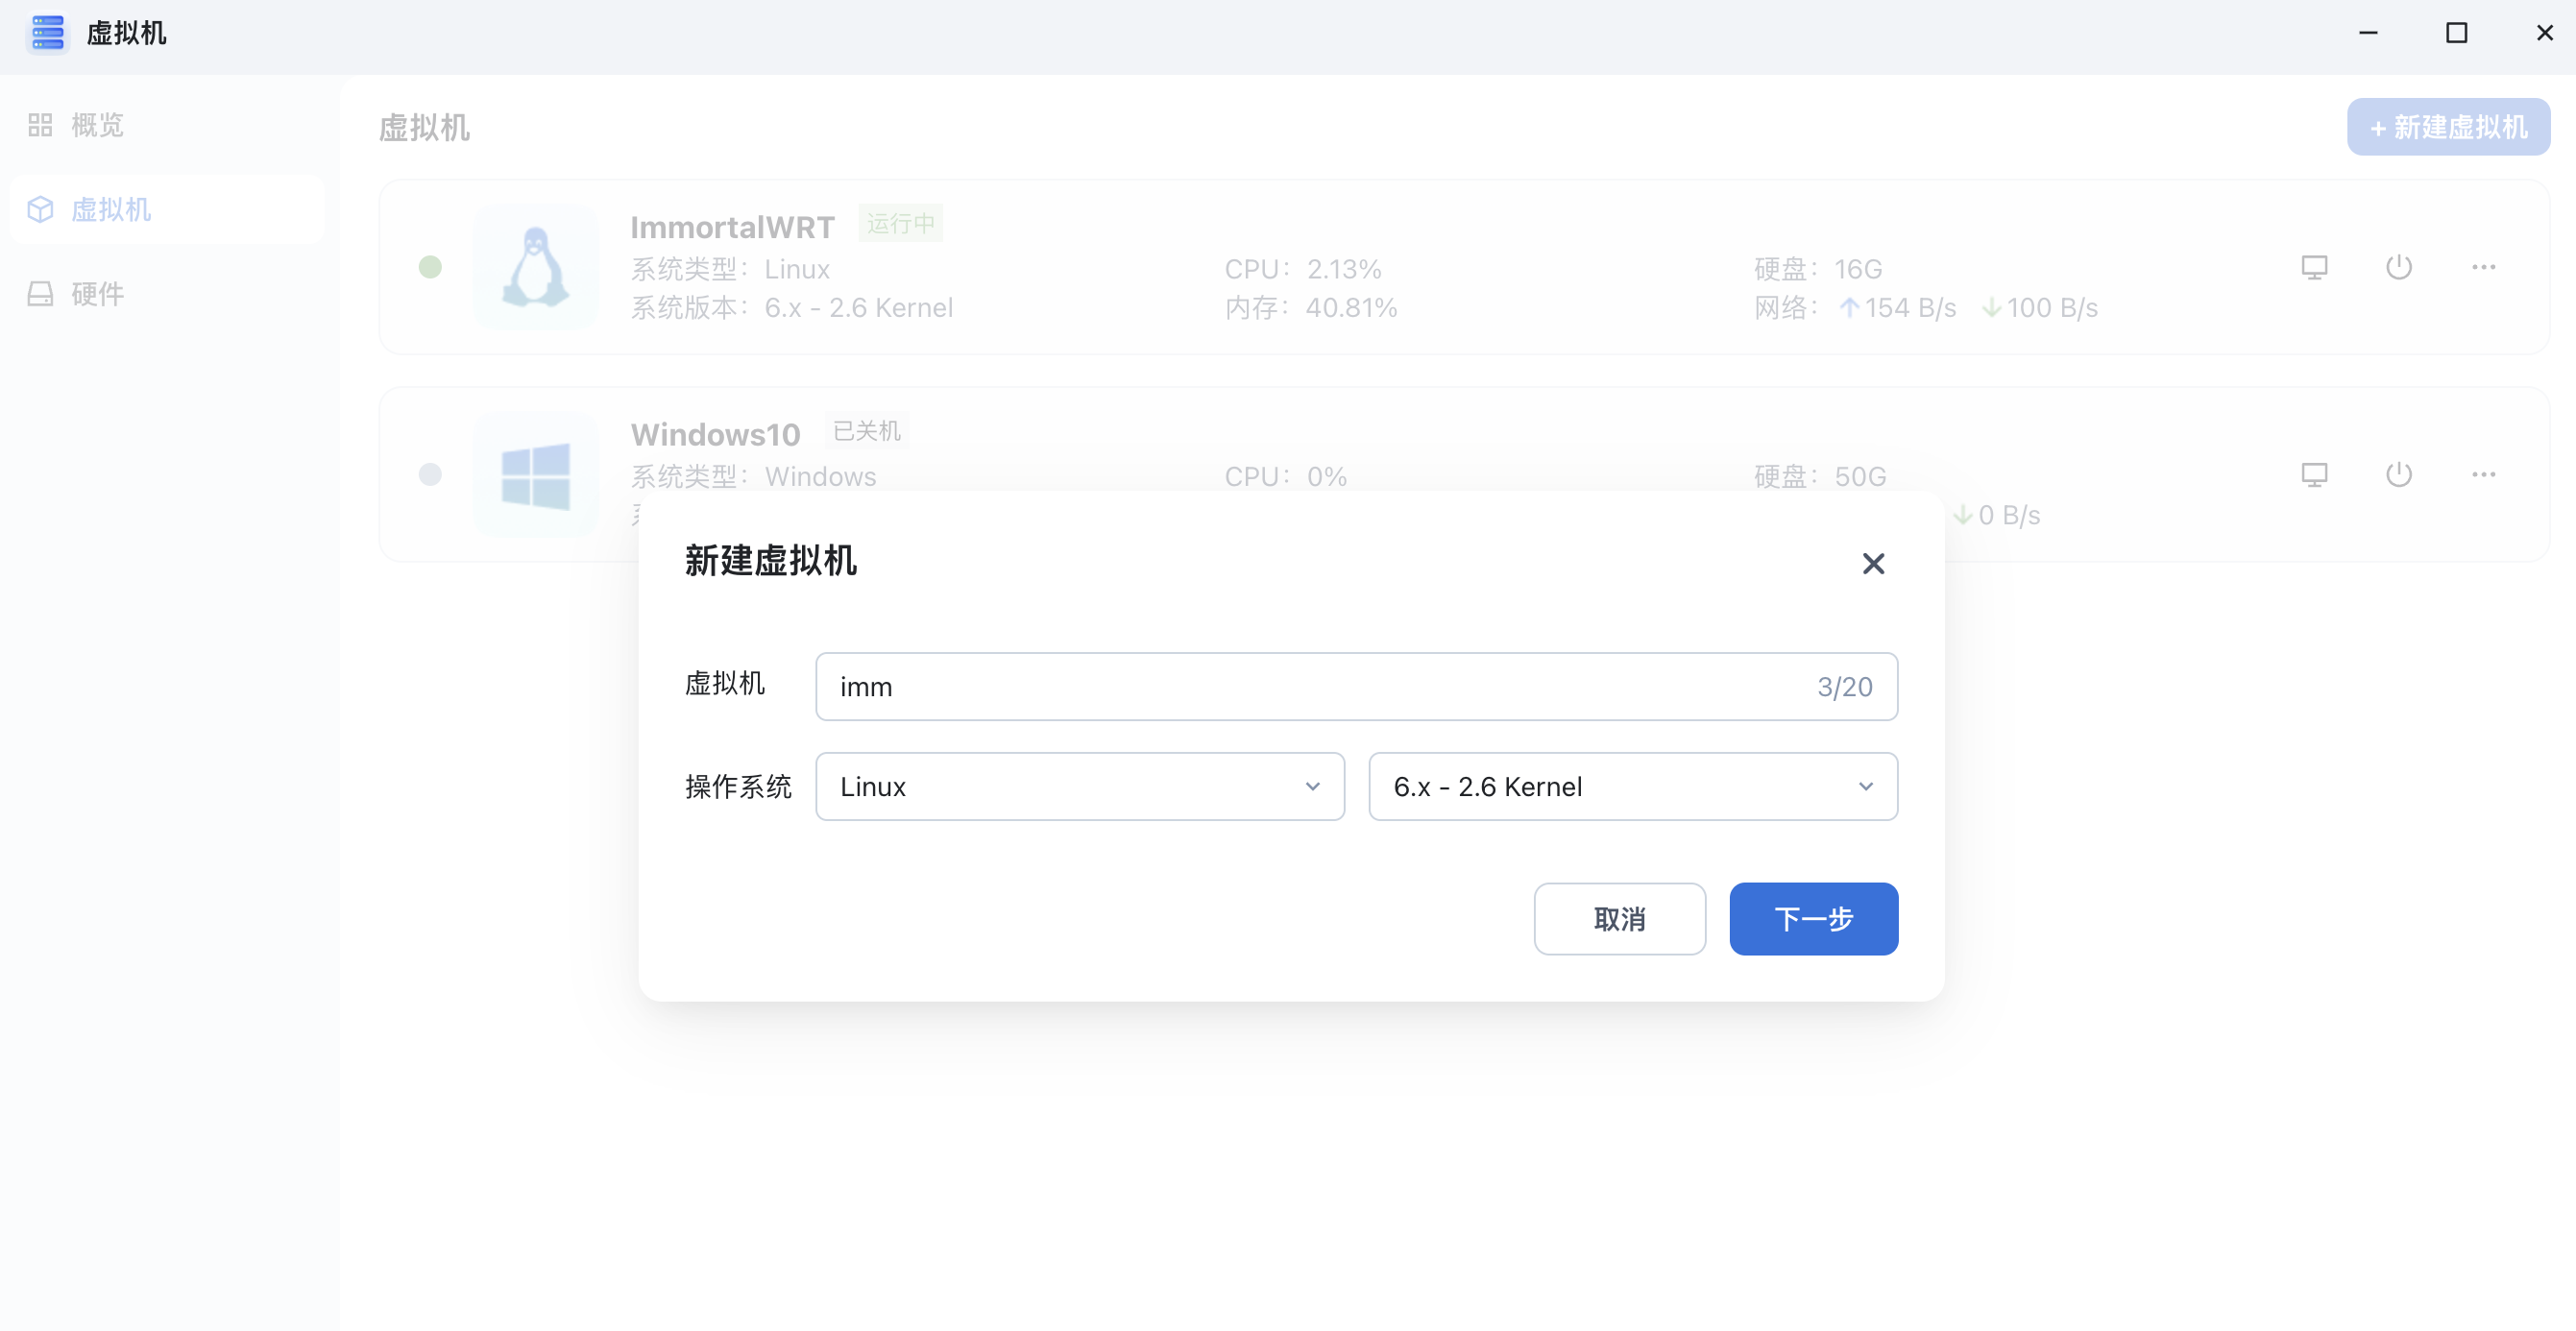 虚拟机
概览
虚拟机
硬件
虚拟机
+ 新建虚拟机
ImmortalWRT 运行中
系统类型：Linux CPU：2.13% 硬盘：16G
系统版本：6.x - 2.6 Kernel 内存：40.81% 网络：↑154 B/s ↓100 B/s
Windows10 已关机
系统类型：Windows CPU：0% 硬盘：50G
↓0 B/s
新建虚拟机
虚拟机 imm 3/20
操作系统 Linux 6.x - 2.6 Kernel
取消 下一步